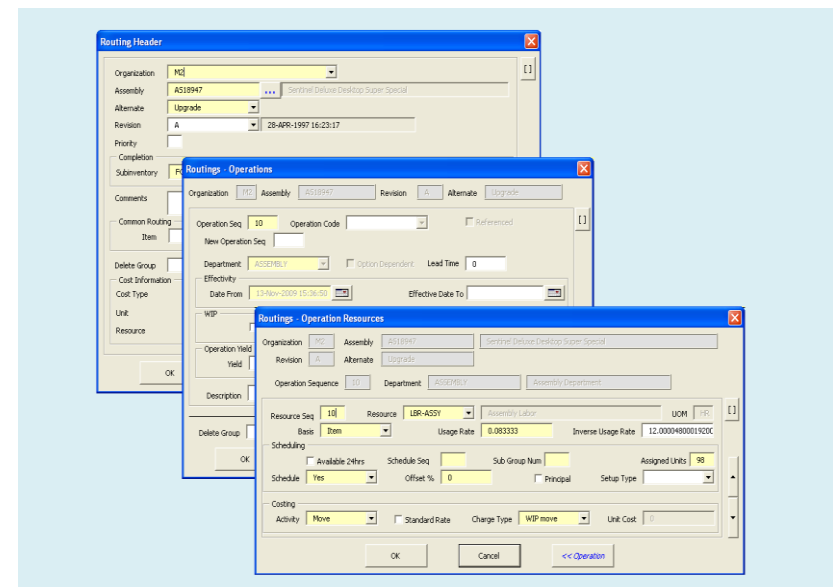 Routing Header
[]
Organization M2
Assembly AS18947 ... Sentinel Deluxe Desktop Super Special
Alternate Upgrade
Revision A 28-APR-1997 16:23:17
Priority
Completion
Subinventory
Comments
Common Routing
Item
Delete Group
Cost Information
Cost Type
Unit
Resource
OK
Routings - Operations
Organization M2 Assembly AS18947 Revision A Alternate Upgrade
[]
Operation Seq 10 Operation Code Referenced
New Operation Seq
Department ASSEMBLY Option Dependent Lead Time 0
Effectivity
Date From 13-Nov-2009 15:36:50 Effective Date To
WIP
Operation Yield
Yield
Description
Delete Group
OK
Routings - Operation Resources
Organization M2 Assembly AS18947 Sentinel Deluxe Desktop Super Special
Revision A Alternate Upgrade
Operation Sequence 10 Department ASSEMBLY Assembly Department
[]
Resource Seq 10 Resource LBR-ASSY Assembly Labor UOM HR
Basis Item Usage Rate 0.083333 Inverse Usage Rate 12.00004800019200
Scheduling
Available 24hrs Schedule Seq Sub Group Num Assigned Units 98
Schedule Yes Offset % 0 Principal Setup Type
Costing
Activity Move Standard Rate Charge Type WIP move Unit Cost 0
OK Cancel << Operation